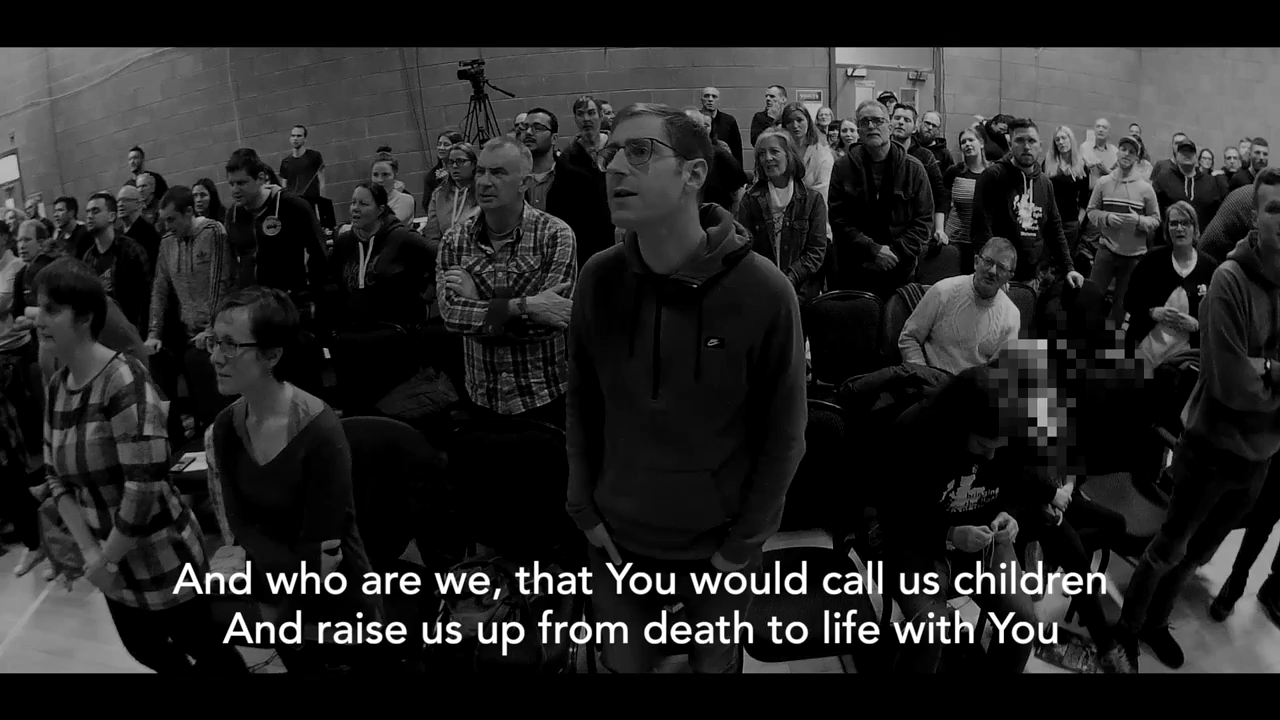 And who are we, that You would call us children
And raise us up from death to life with You